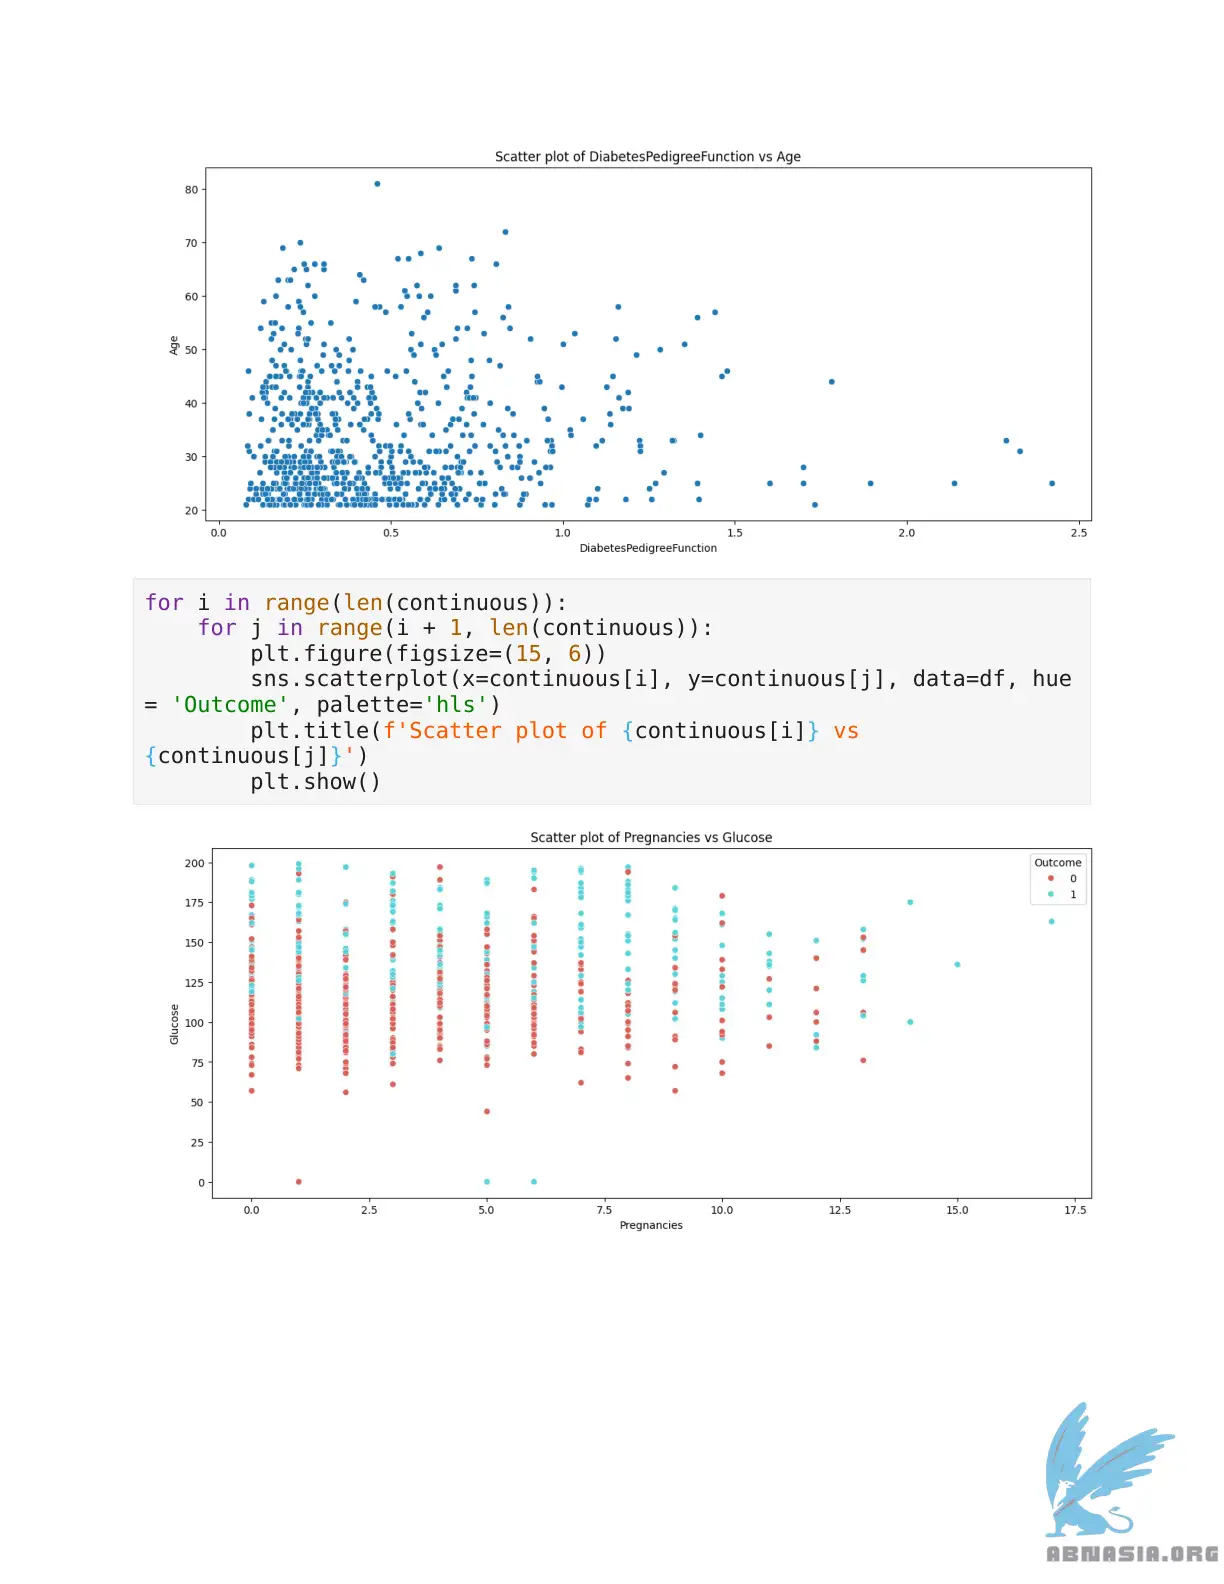 Scatter plot of DiabetesPedigreeFunction vs Age
80
70
60
50
40
30
20
Age
0.0 0.5 1.0 1.5 2.0 2.5
DiabetesPedigreeFunction
for i in range(len(continuous)):
    for j in range(i + 1, len(continuous)):
        plt.figure(figsize=(15, 6))
        sns.scatterplot(x=continuous[i], y=continuous[j], data=df, hue
= 'Outcome', palette='hls')
        plt.title(f'Scatter plot of {continuous[i]} vs
{continuous[j]}')
        plt.show()
Scatter plot of Pregnancies vs Glucose
Outcome
0
1
200
175
150
125
100
75
50
25
0
Glucose
0.0 2.5 5.0 7.5 10.0 12.5 15.0 17.5
Pregnancies
ABNASIA.ORG